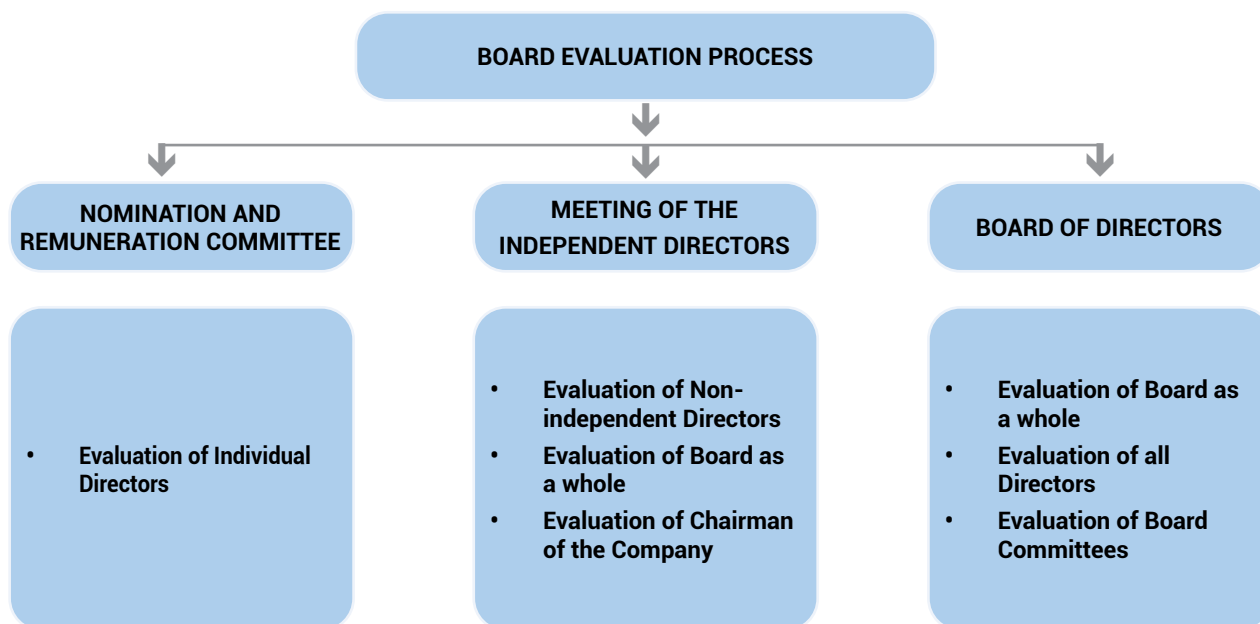 BOARD EVALUATION PROCESS
NOMINATION AND
REMUNERATION COMMITTEE
MEETING OF THE
INDEPENDENT DIRECTORS
BOARD OF DIRECTORS
• Evaluation of Individual
Directors
• Evaluation of Non-
independent Directors
• Evaluation of Board as
a whole
• Evaluation of Chairman
of the Company
• Evaluation of Board as
a whole
• Evaluation of all
Directors
• Evaluation of Board
Committees